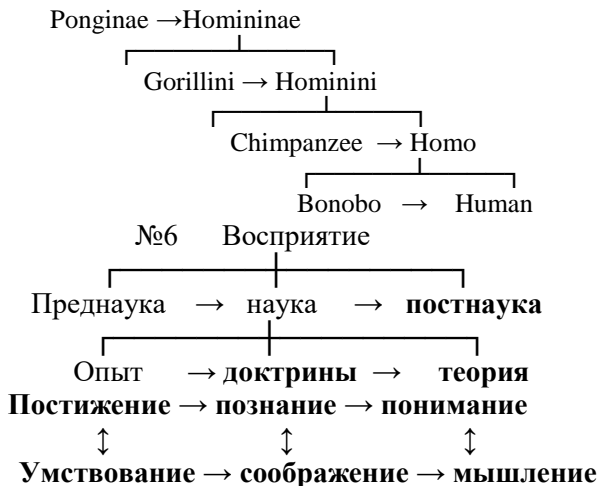 Ponginae →Homininae
Gorillini → Hominini
Chimpanzee → Homo
Bonobo → Human
№6 Восприятие
Преднаука → наука → постнаука
Опыт → доктрины → теория
Постижение → познание → понимание
↕ ↕ ↕
Умствование → соображение → мышление